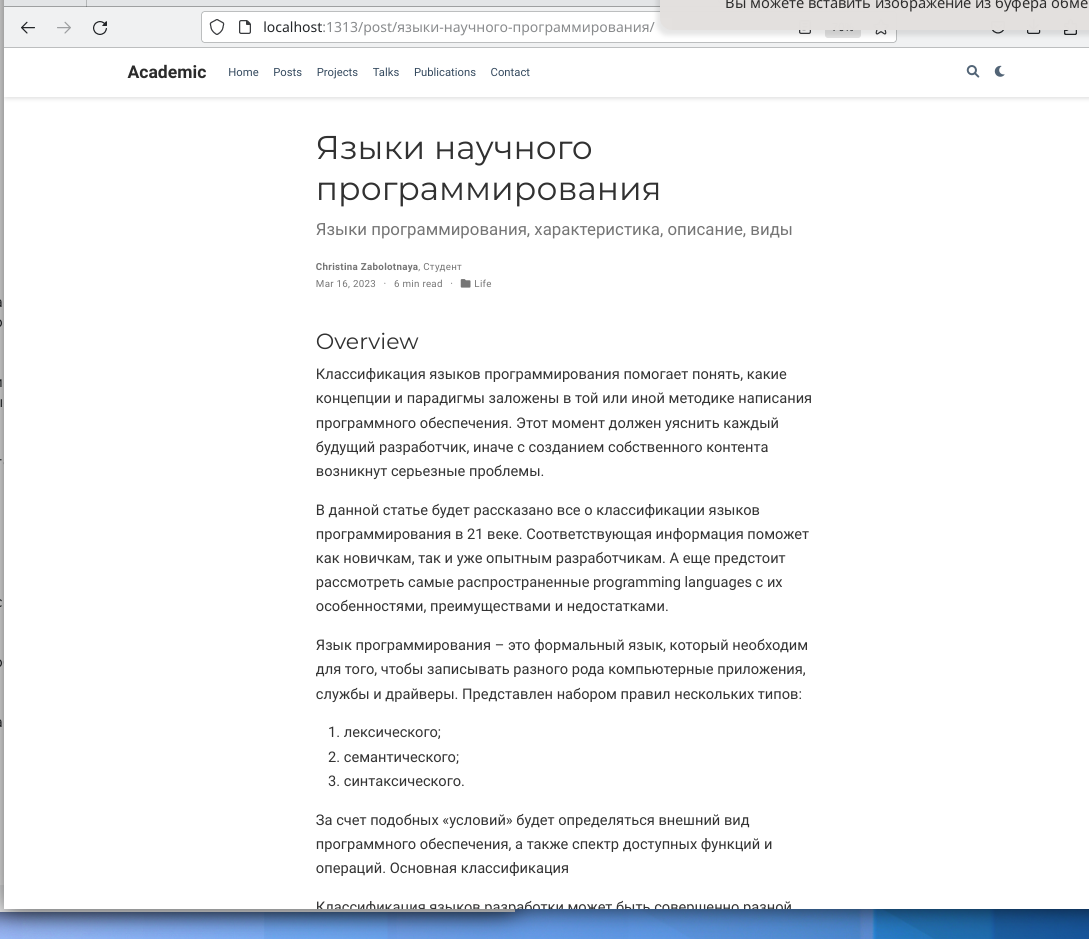 Вы можете вставить изображение из буфера
localhost:1313/post/языки-научного-программирования/
Academic Home Posts Projects Talks Publications Contact
Языки научного
программирования
Языки программирования, характеристика, описание, виды
Christina Zabolotnaya, Студент
Mar 16, 2023 · 6 min read · Life
Overview
Классификация языков программирования помогает понять, какие
концепции и парадигмы заложены в той или иной методике написания
программного обеспечения. Этот момент должен уяснить каждый
будущий разработчик, иначе с созданием собственного контента
возникнут серьезные проблемы.
В данной статье будет рассказано все о классификации языков
программирования в 21 веке. Соответствующая информация поможет
как новичкам, так и уже опытным разработчикам. А еще предстоит
рассмотреть самые распространенные programming languages с их
особенностями, преимуществами и недостатками.
Язык программирования – это формальный язык, который необходим
для того, чтобы записывать разного рода компьютерные приложения,
службы и драйверы. Представлен набором правил нескольких типов:
1. лексического;
2. семантического;
3. синтаксического.
За счет подобных «условий» будет определяться внешний вид
программного обеспечения, а также спектр доступных функций и
операций. Основная классификация
Классификация языков разработки может быть совершенно разной.